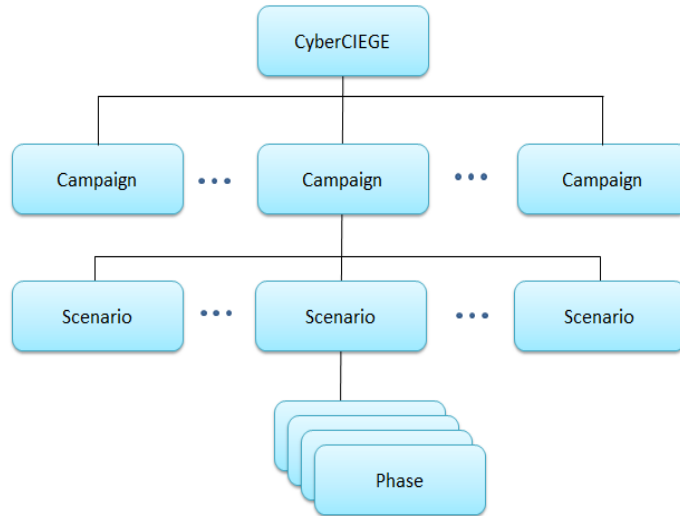 CyberCIEGE
Campaign
Campaign
Campaign
Scenario
Scenario
Scenario
Phase